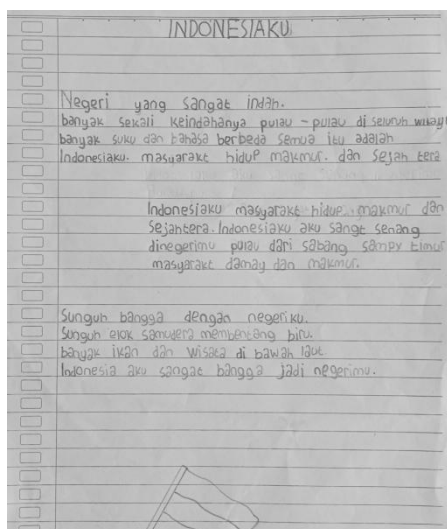 INDONESIAKU
Negeri yang sangat indah.
banyak sekali keindahanya pulau - pulau di seluruh
banyak suku dan bahasa berbeda semua itu adalah
Indonesiaku. masyarakt hidup makmur. dan Sejah tera
Indonesiaku masyarakt hidup makmur dan
Sejahtera. Indonesiaku aku sangt senang
dinegerimu pulau dari sabang sampy timur
masyarakt damay dan makmur.
Sunguh bangga dengan negeriku.
Sunguh elok samudera membentang biru.
banyak ikan dan wisata di bawah laut
Indonesia aku sangat bangga jadi negerimu.